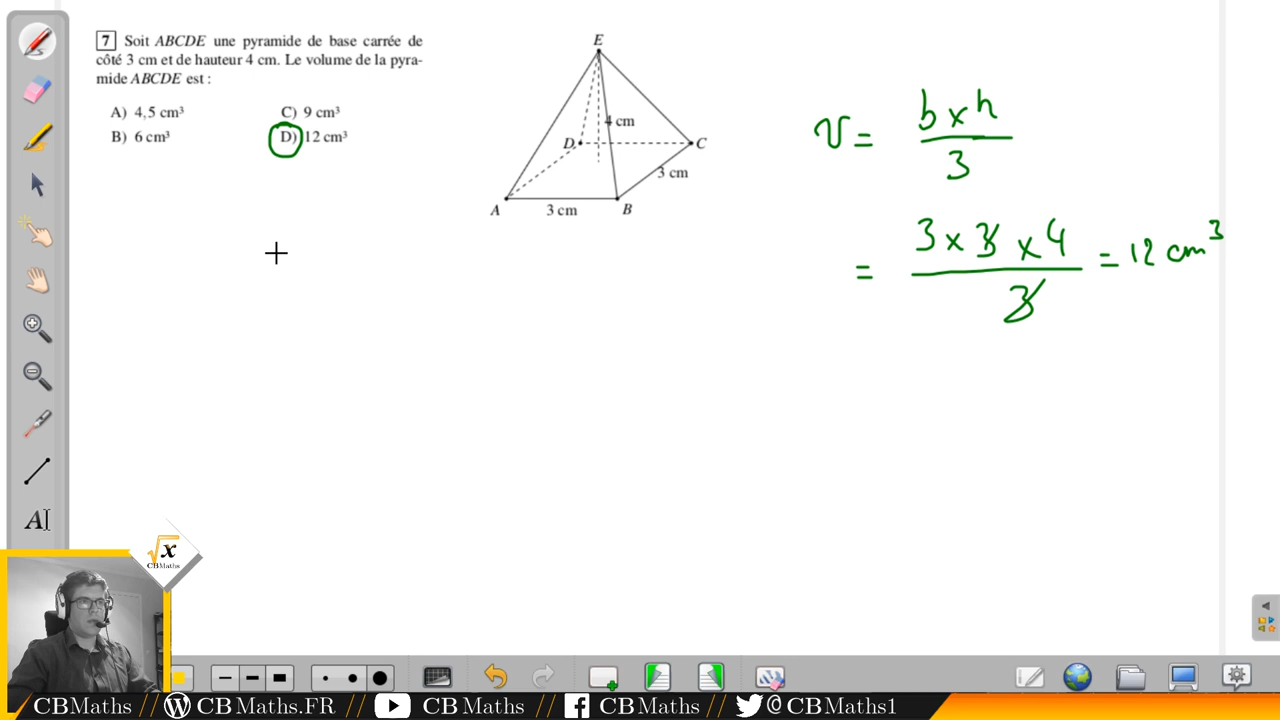 7 Soit ABCDE une pyramide de base carrée de
côté 3 cm et de hauteur 4 cm. Le volume de la pyra-
mide ABCDE est :
A) 4,5 cm³
C) 9 cm³
B) 6 cm³
D) 12 cm³
E
4 cm
D
C
3 cm
A
3 cm
B
V = b x h
3
= 3 x 3 x 4
3
= 12 cm³
A
√x
CBMaths
CBMaths // CBMaths.FR // CBMaths // CBMaths // @CBMaths1